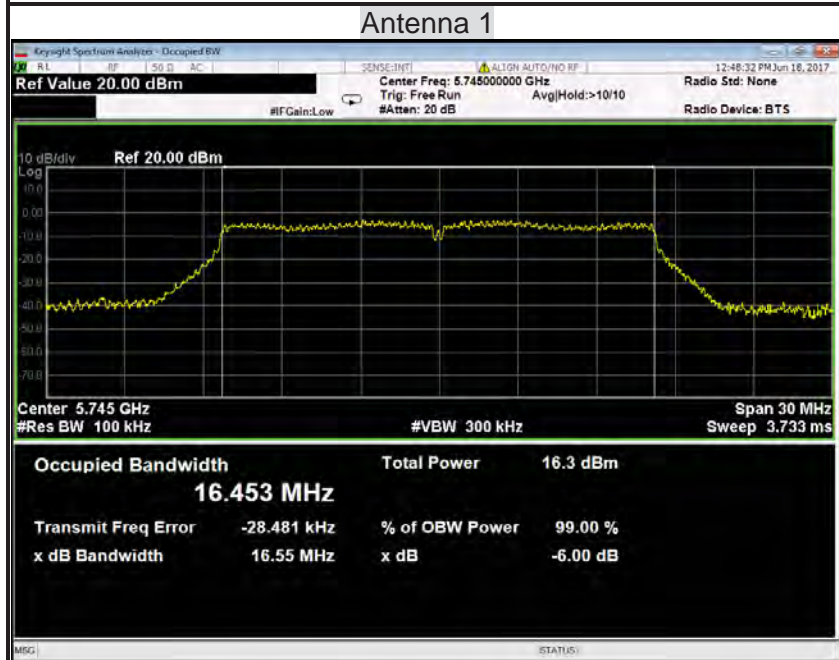 Antenna 1
Keysight Spectrum Analyzer - Occupied BW
RL RF 50 Ω AC SENSE:INT ALIGN AUTO/NO RF 12:48:32 PM Jun 18, 2017
Ref Value 20.00 dBm Center Freq: 5.745000000 GHz Radio Std: None
Trig: Free Run Avg|Hold:>10/10
#IFGain:Low #Atten: 20 dB Radio Device: BTS
10 dB/div Ref 20.00 dBm
Log
10.0
0.00
-10.0
-20.0
-30.0
-40.0
-50.0
-60.0
-70.0
Center 5.745 GHz Span 30 MHz
#Res BW 100 kHz #VBW 300 kHz Sweep 3.733 ms
Occupied Bandwidth Total Power 16.3 dBm
16.453 MHz
Transmit Freq Error -28.481 kHz % of OBW Power 99.00 %
x dB Bandwidth 16.55 MHz x dB -6.00 dB
MSG STATUS